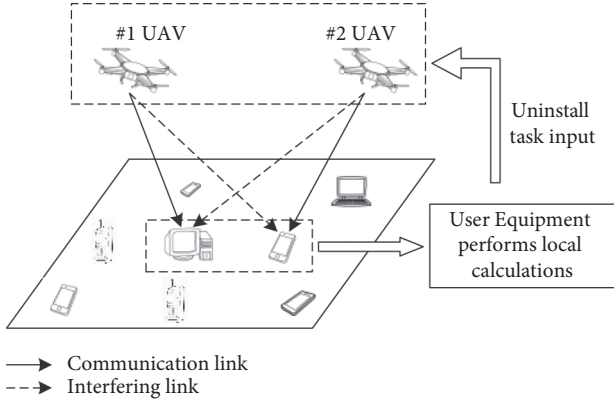 #1 UAV
#2 UAV
Uninstall
task input
User Equipment
performs local
calculations
Communication link
Interfering link